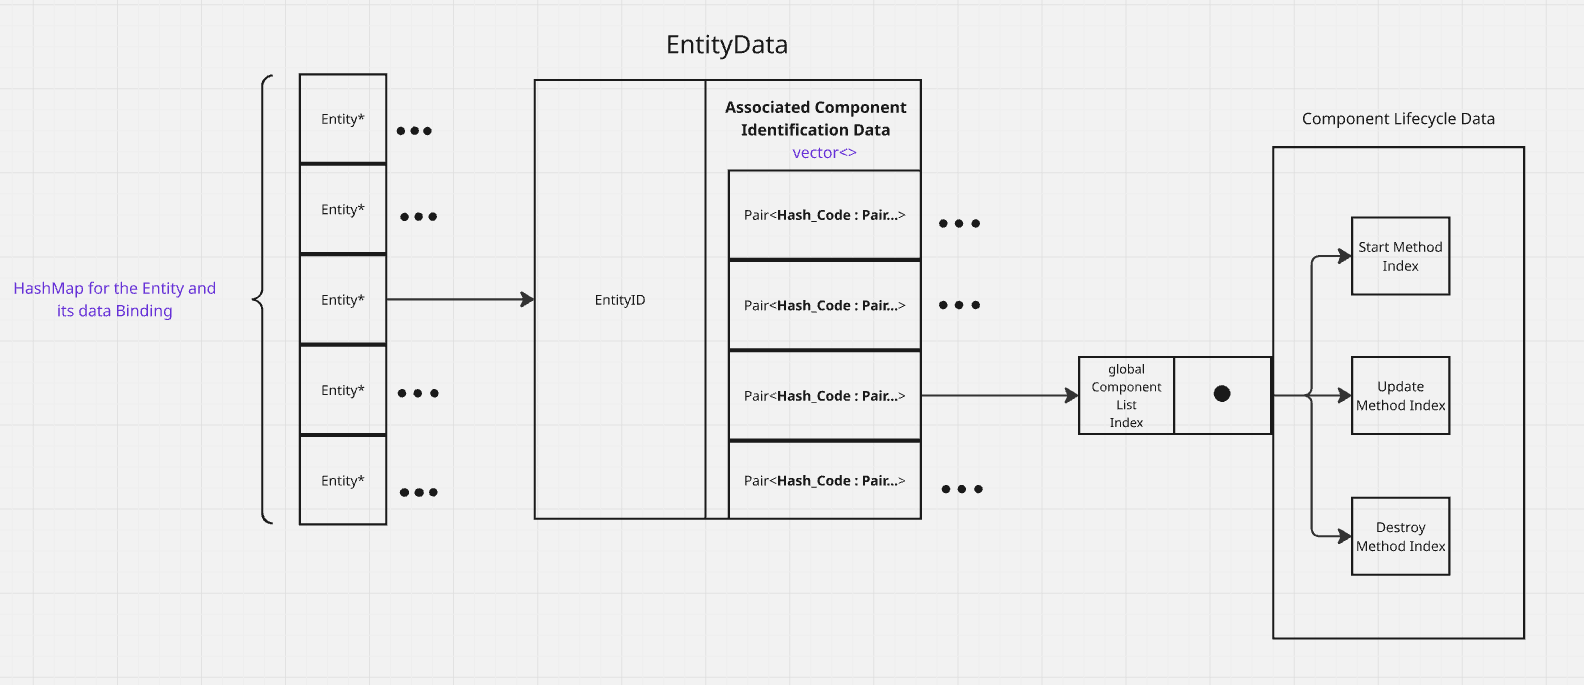 EntityData
HashMap for the Entity and
its data Binding
Entity*
Entity*
Entity*
Entity*
Entity*
EntityID
Associated Component
Identification Data
vector<>
Pair<Hash_Code : Pair...>
Pair<Hash_Code : Pair...>
Pair<Hash_Code : Pair...>
Pair<Hash_Code : Pair...>
global
Component
List
Index
Component Lifecycle Data
Start Method
Index
Update
Method Index
Destroy
Method Index